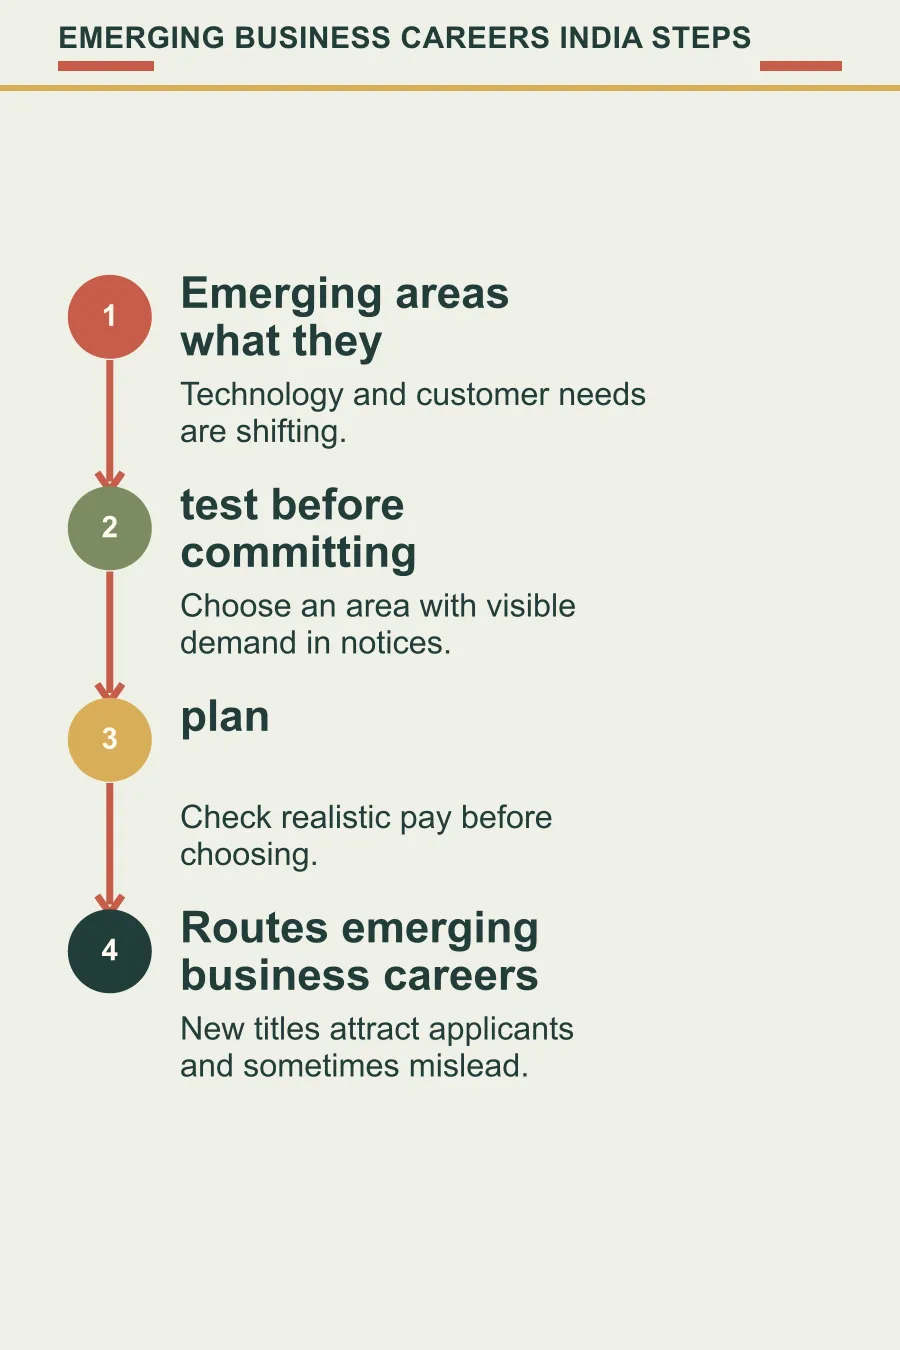 EMERGING BUSINESS CAREERS INDIA STEPS
1
Emerging areas
what they
Technology and customer needs
are shifting.
2
test before
committing
Choose an area with visible
demand in notices.
3
plan
Check realistic pay before
choosing.
4
Routes emerging
business careers
New titles attract applicants
and sometimes mislead.